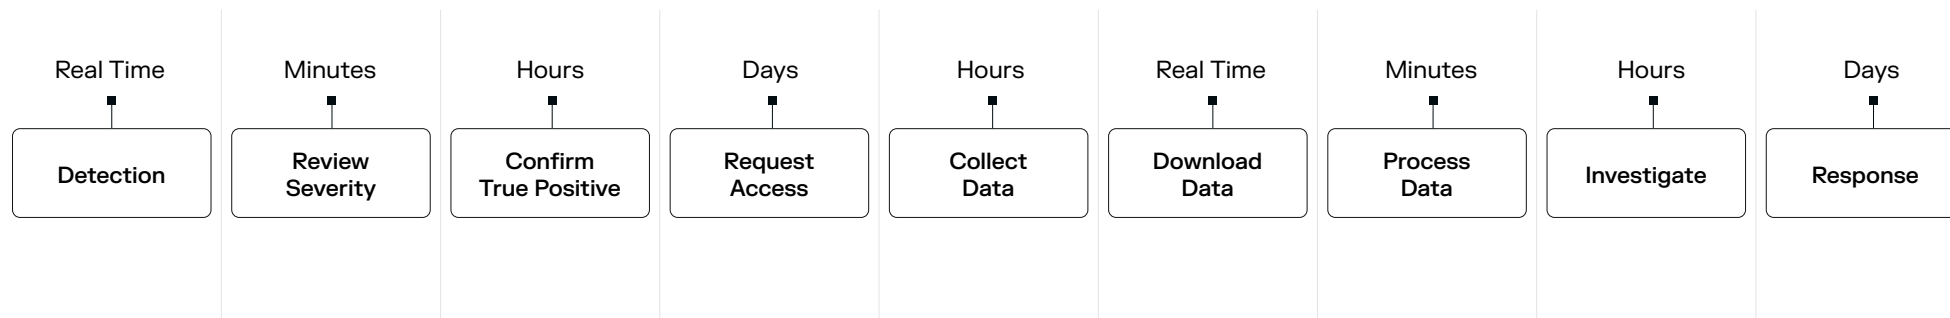 Real Time
Minutes
Hours
Days
Hours
Real Time
Minutes
Hours
Days
Detection
Review
Severity
Confirm
True Positive
Request
Access
Collect
Data
Download
Data
Process
Data
Investigate
Response